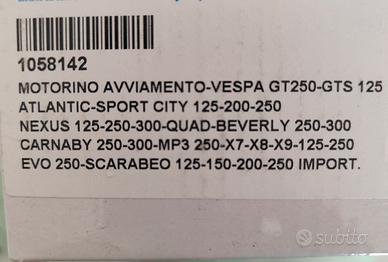 1058142
MOTORINO AVVIAMENTO-VESPA GT250-GTS 125
ATLANTIC-SPORT CITY 125-200-250
NEXUS 125-250-300-QUAD-BEVERLY 250-300
CARNABY 250-300-MP3 250-X7-X8-X9-125-250
EVO 250-SCARABEO 125-150-200-250 IMPORT.
subito